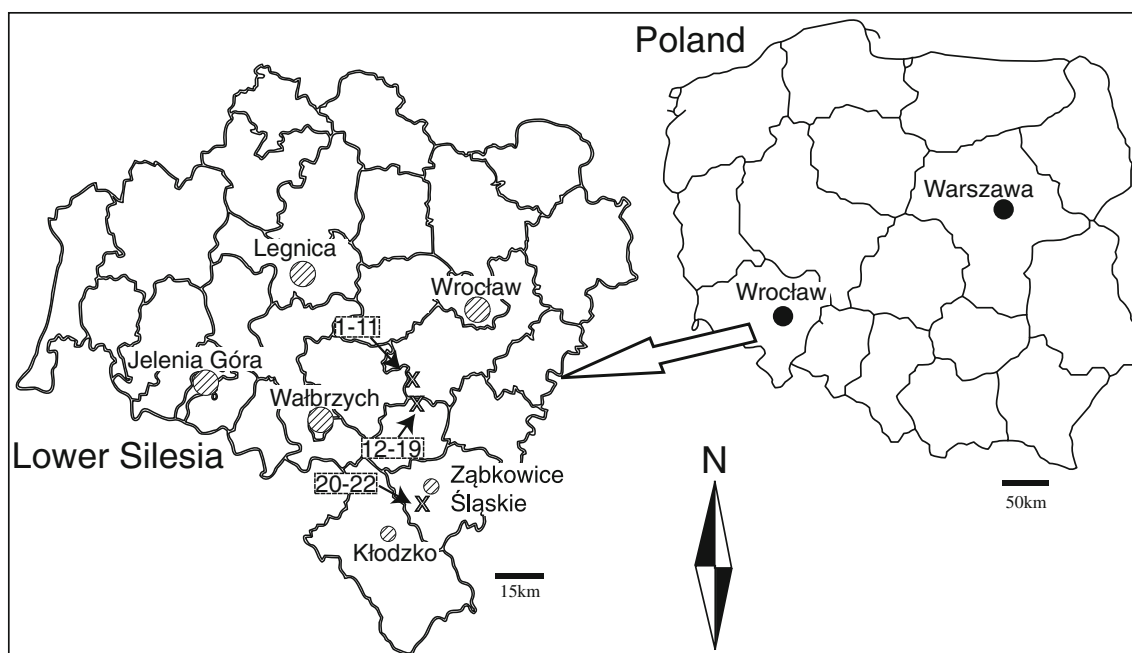 Poland
Warszawa
Wrocław
50km
Legnica
Wrocław
1-11
Jelenia Góra
Wałbrzych
Lower Silesia
12-19
20-22
Ząbkowice
Śląskie
Kłodzko
15km
N
X
X
X